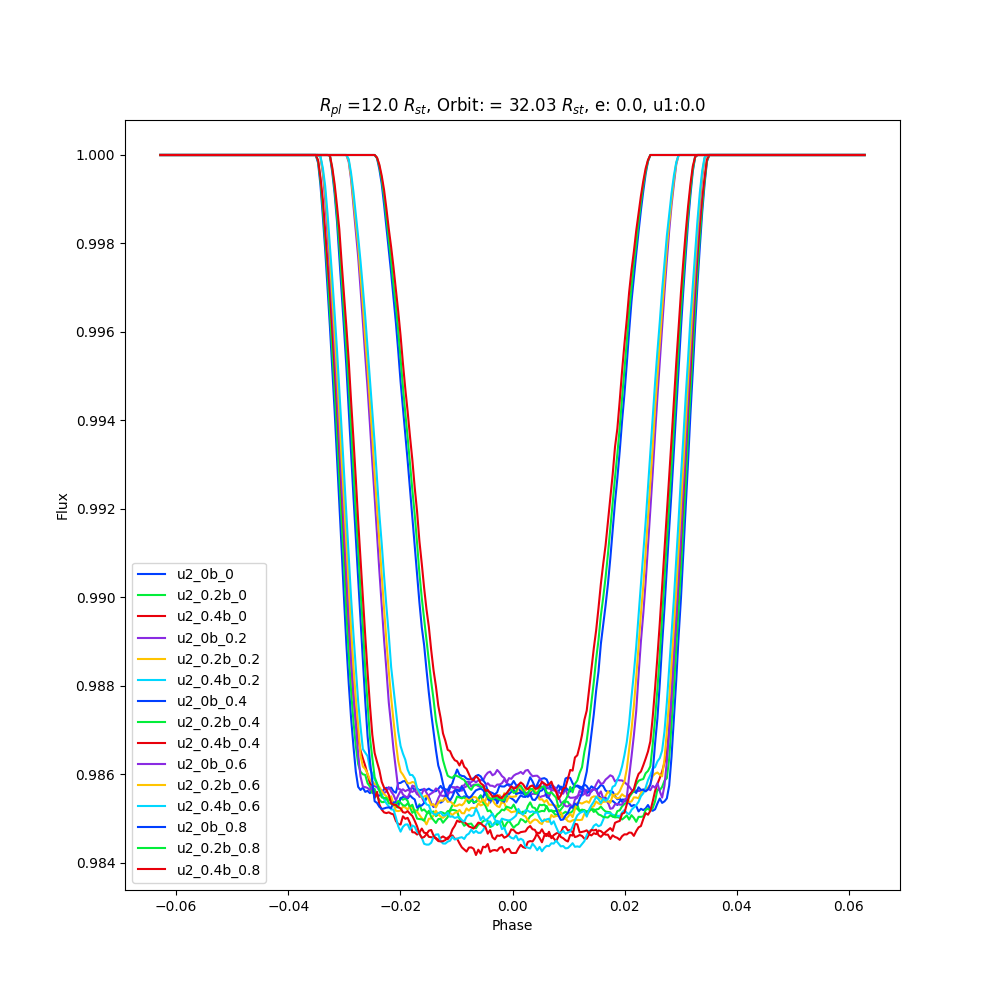 R_pl =12.0 R_st, Orbit: = 32.03 R_st, e: 0.0, u1:0.0
1.000
0.998
0.996
0.994
0.992
0.990
0.988
0.986
0.984
Flux
u2_0b_0
u2_0.2b_0
u2_0.4b_0
u2_0b_0.2
u2_0.2b_0.2
u2_0.4b_0.2
u2_0b_0.4
u2_0.2b_0.4
u2_0.4b_0.4
u2_0b_0.6
u2_0.2b_0.6
u2_0.4b_0.6
u2_0b_0.8
u2_0.2b_0.8
u2_0.4b_0.8
−0.06 −0.04 −0.02 0.00 0.02 0.04 0.06
Phase